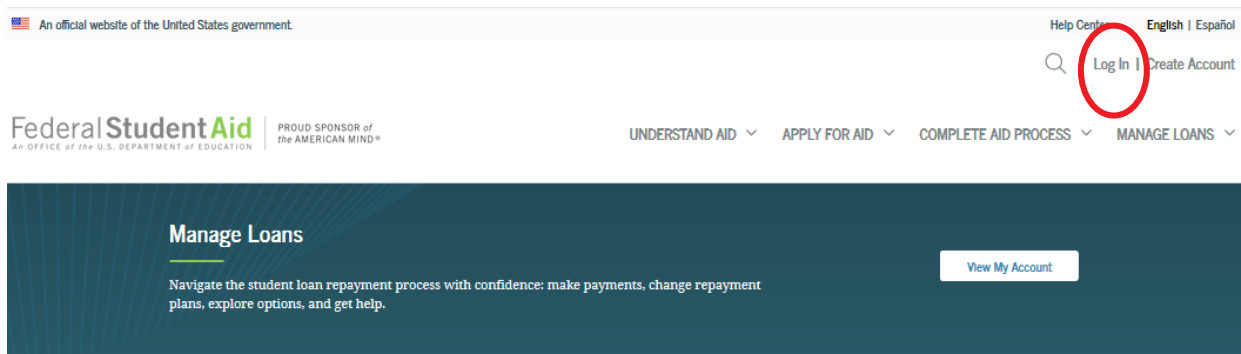 An official website of the United States government.
Help Center English | Español
Log In | Create Account
Federal Student Aid
An OFFICE of the U.S. DEPARTMENT of EDUCATION
PROUD SPONSOR of
the AMERICAN MIND®
UNDERSTAND AID APPLY FOR AID COMPLETE AID PROCESS MANAGE LOANS
Manage Loans
View My Account
Navigate the student loan repayment process with confidence: make payments, change repayment
plans, explore options, and get help.